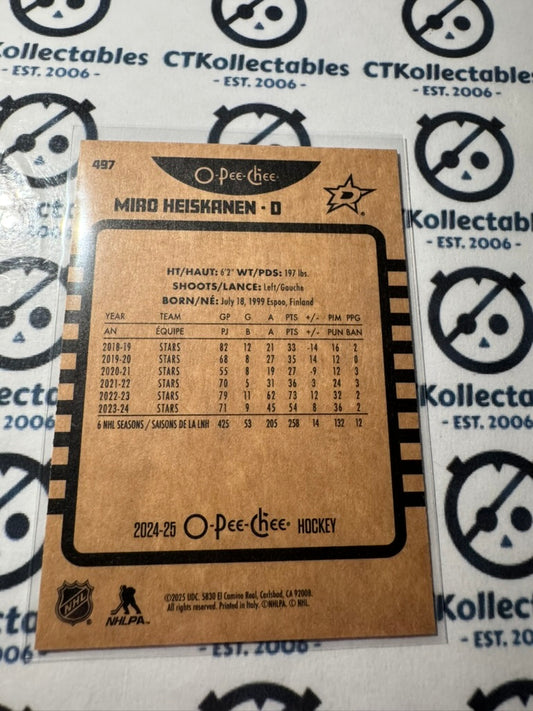 CTKollectables
- EST. 2006 -
CTKollectables
- EST. 2006 -
CTKollectables
- EST. 2006 -
497
O-Pee-Chee
MIRO HEISKANEN • D
HT/HAUT: 6'2" WT/PDS: 197 lbs.
SHOOTS/LANCE: Left/Gauche
BORN/NÉ: July 18, 1999 Espoo, Finland
YEAR TEAM GP G A PTS +/- PIM PPG
AN ÉQUIPE PJ B A PTS +/- PUN BAN
2018-19 STARS 82 12 21 33 -14 16 2
2019-20 STARS 68 8 27 35 14 12 0
2020-21 STARS 55 8 19 27 -9 12 3
2021-22 STARS 70 5 31 36 3 24 3
2022-23 STARS 79 11 62 73 12 32 2
2023-24 STARS 71 9 45 54 8 36 2
6 NHL SEASONS / SAISONS DE LA LNH 425 53 205 258 14 132 12
2024-25 O-Pee-Chee HOCKEY
NHL
NHLPA
©2025 UDC. 5830 El Camino Real, Carlsbad, CA 92008.
All rights reserved. Printed in Italy. ©NHLPA. © NHL.
CTKollectables
- EST. 2006 -
Kollectables
EST. 2006 -
Kollect
EST. 20
- EST. 2006 -